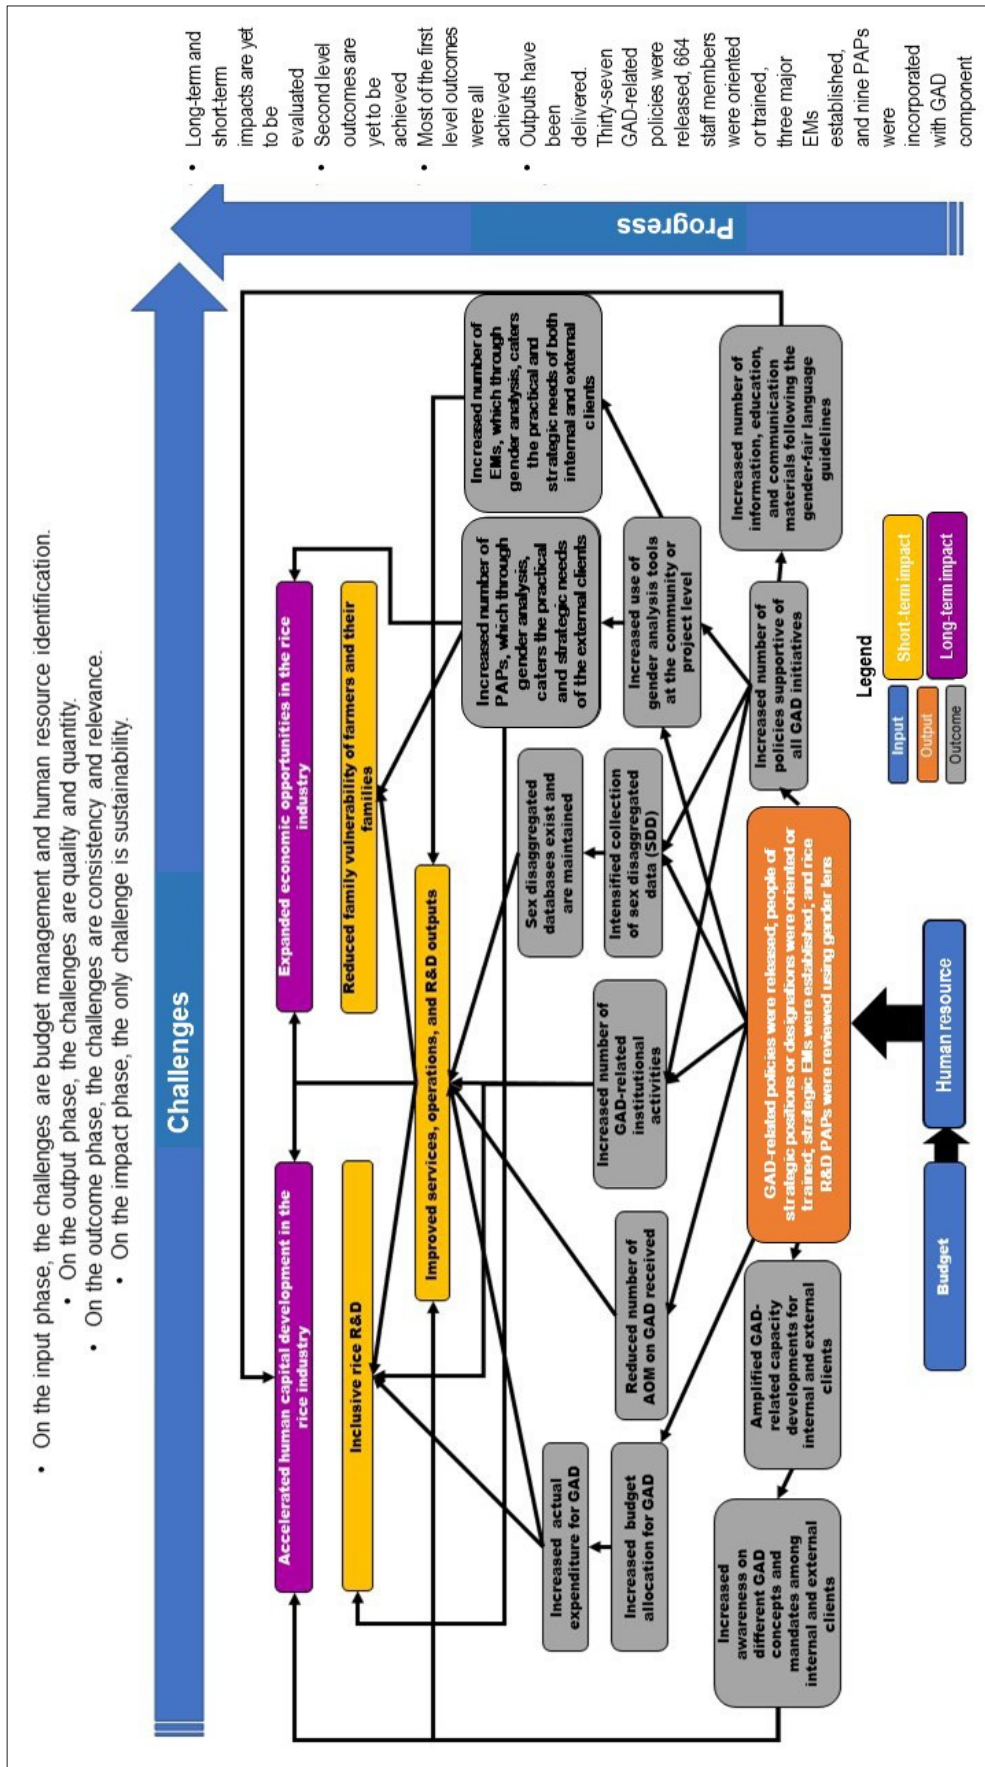 • On the input phase, the challenges are budget management and human resource identification.
• On the output phase, the challenges are quality and quantity.
• On the outcome phase, the challenges are consistency and relevance.
• On the impact phase, the only challenge is sustainability.
Challenges
Accelerated human capital development in the
rice industry
Expanded economic opportunities in the rice
industry
Inclusive rice R&D
Reduced family vulnerability of farmers and their
families
Improved services, operations, and R&D outputs
Increased actual
expenditure for GAD
Sex disaggregated
databases exist and
are maintained
Increased number of
PAPs, which through
gender analysis,
caters the practical
and strategic needs
of the external clients
Increased number of
EMs, which through
gender analysis, caters
the practical and
strategic needs of both
internal and external
clients
Increased budget
allocation for GAD
Reduced number of
AOM on GAD received
Increased number of
GAD-related
institutional
activities
Intensified collection
of sex disaggregated
data (SDD)
Increased use of
gender analysis tools
at the community or
project level
Increased
awareness on
different GAD
concepts and
mandates among
internal and external
clients
Amplified GAD-
related capacity
developments for
internal and external
clients
GAD-related policies were released; people of
strategic positions or designations were oriented or
trained; strategic EMs were established; and rice
R&D PAPs were reviewed using gender lens
Increased number of
policies supportive of
all GAD initiatives
Increased number of
information, education,
and communication
materials following the
gender-fair language
guidelines
Budget
Human resource
Legend
Input
Output
Outcome
Short-term impact
Long-term impact
Progress
• Long-term and
short-term
impacts are yet
to be
evaluated
• Second level
outcomes are
yet to be
achieved
• Most of the first
level outcomes
were all
achieved
• Outputs have
been
delivered.
Thirty-seven
GAD-related
policies were
released, 664
staff members
were oriented
or trained,
three major
EMs
established,
and nine PAPs
were
incorporated
with GAD
component